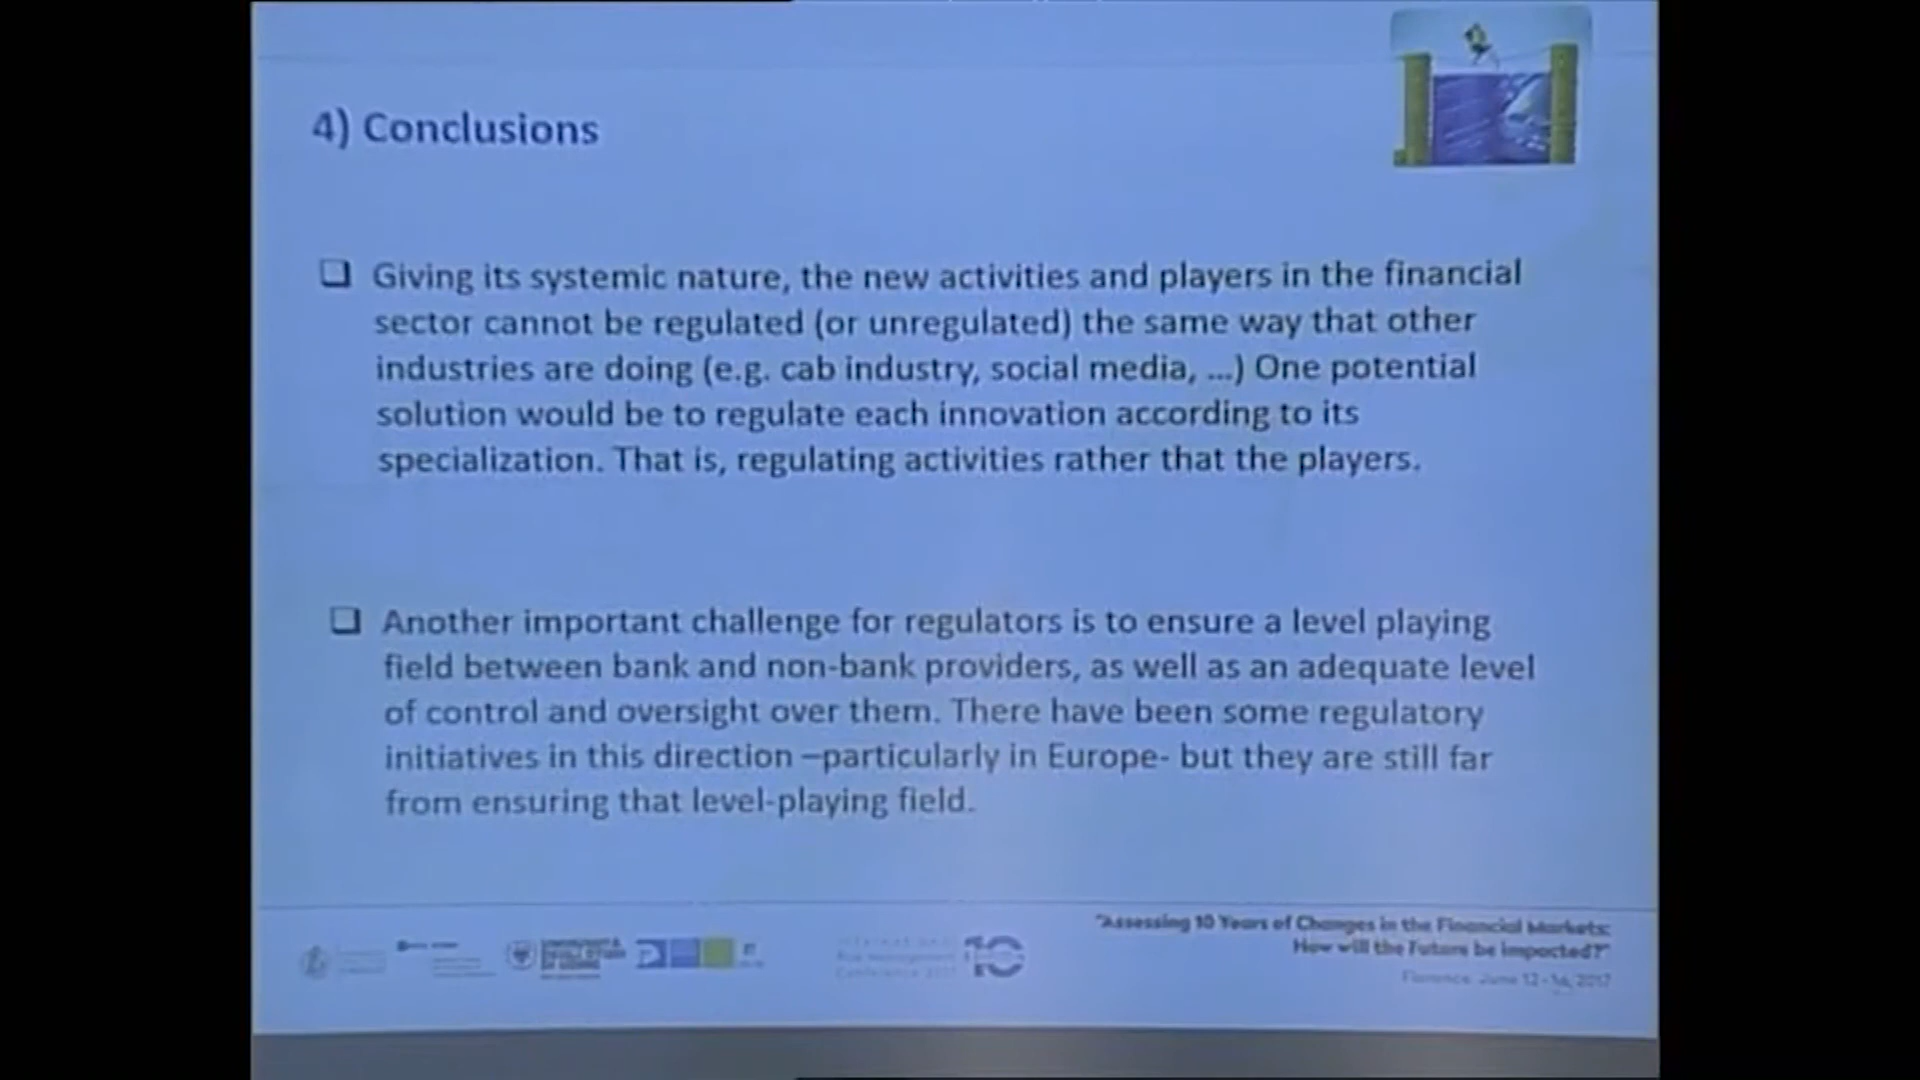 4) Conclusions
Giving its systemic nature, the new activities and players in the financial
sector cannot be regulated (or unregulated) the same way that other
industries are doing (e.g. cab industry, social media, ...) One potential
solution would be to regulate each innovation according to its
specialization. That is, regulating activities rather that the players.
Another important challenge for regulators is to ensure a level playing
field between bank and non-bank providers, as well as an adequate level
of control and oversight over them. There have been some regulatory
initiatives in this direction –particularly in Europe- but they are still far
from ensuring that level-playing field.
"Assessing 10 Years of Changes in the Financial Markets:
How will the Future be impacted?"
Florence, June 12 - 2017
10